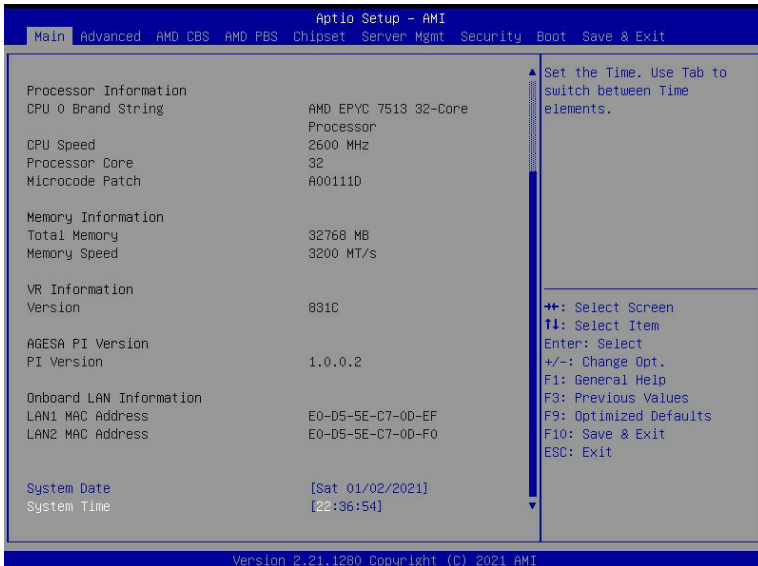 Aptio Setup - AMI
Main Advanced AMD CBS AMD PBS Chipset Server Mgmt Security Boot Save & Exit
Processor Information
CPU 0 Brand String AMD EPYC 7513 32-Core
Processor
CPU Speed 2600 MHz
Processor Core 32
Microcode Patch A00111D
Memory Information
Total Memory 32768 MB
Memory Speed 3200 MT/s
VR Information
Version 831C
AGESA PI Version
PI Version 1.0.0.2
Onboard LAN Information
LAN1 MAC Address E0-D5-5E-C7-0D-EF
LAN2 MAC Address E0-D5-5E-C7-0D-F0
System Date [Sat 01/02/2021]
System Time [22:36:54]
Set the Time. Use Tab to
switch between Time
elements.
→←: Select Screen
↑↓: Select Item
Enter: Select
+/-: Change Opt.
F1: General Help
F3: Previous Values
F9: Optimized Defaults
F10: Save & Exit
ESC: Exit
Version 2.21.1280 Copyright (C) 2021 AMI